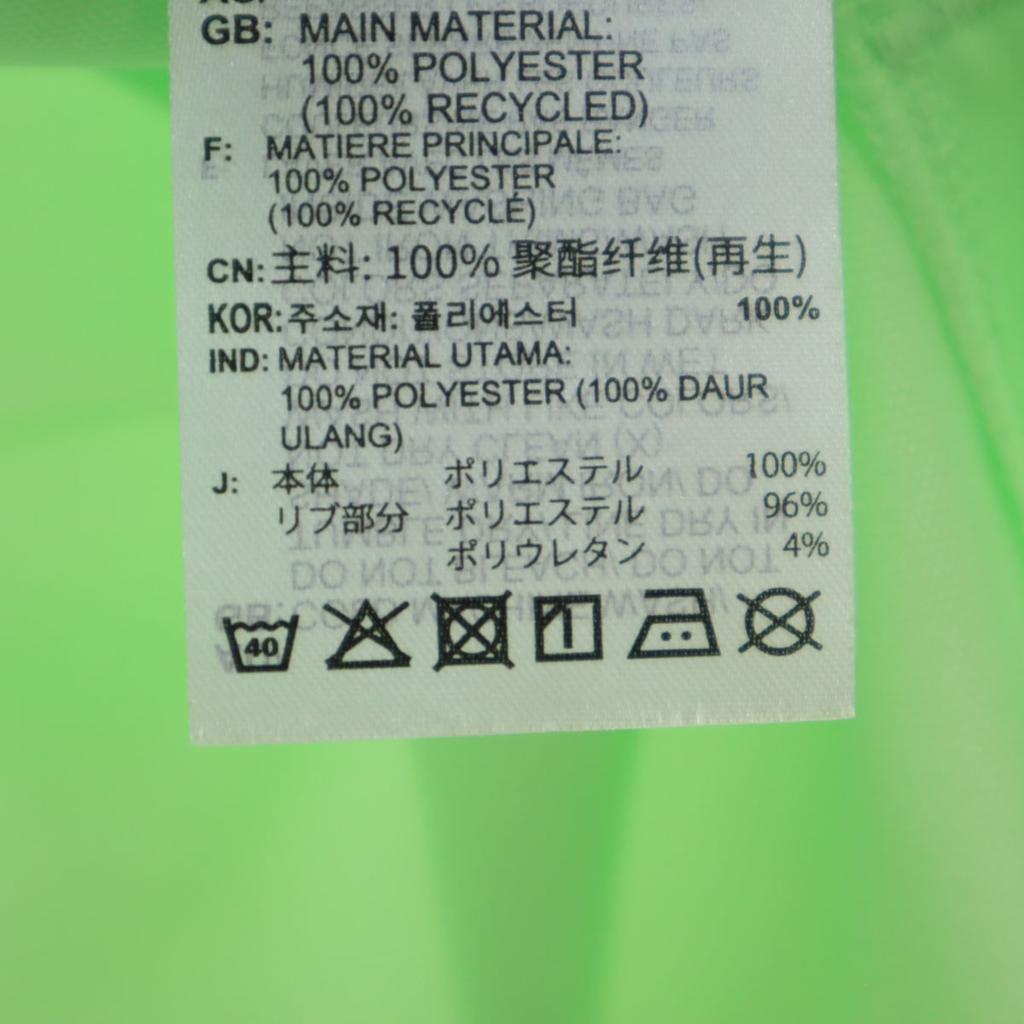 GB: MAIN MATERIAL:
100% POLYESTER
(100% RECYCLED)
F: MATIERE PRINCIPALE:
100% POLYESTER
(100% RECYCLÉ)
CN: 主料: 100% 聚酯纤维(再生)
KOR: 주소재: 폴리에스터 100%
IND: MATERIAL UTAMA:
100% POLYESTER (100% DAUR
ULANG)
J: 本体 ポリエステル 100%
リブ部分 ポリエステル 96%
ポリウレタン 4%
40